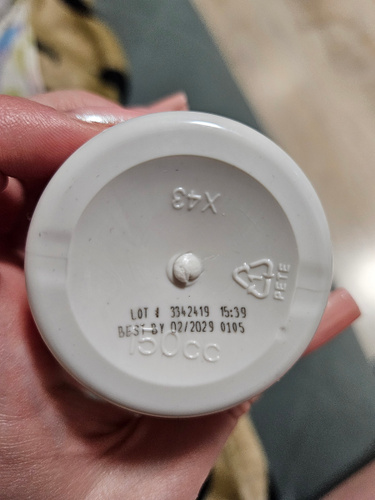 X43
PETE
LOT # 3342419 15:39
BEST BY 02/2029 0105
150cc